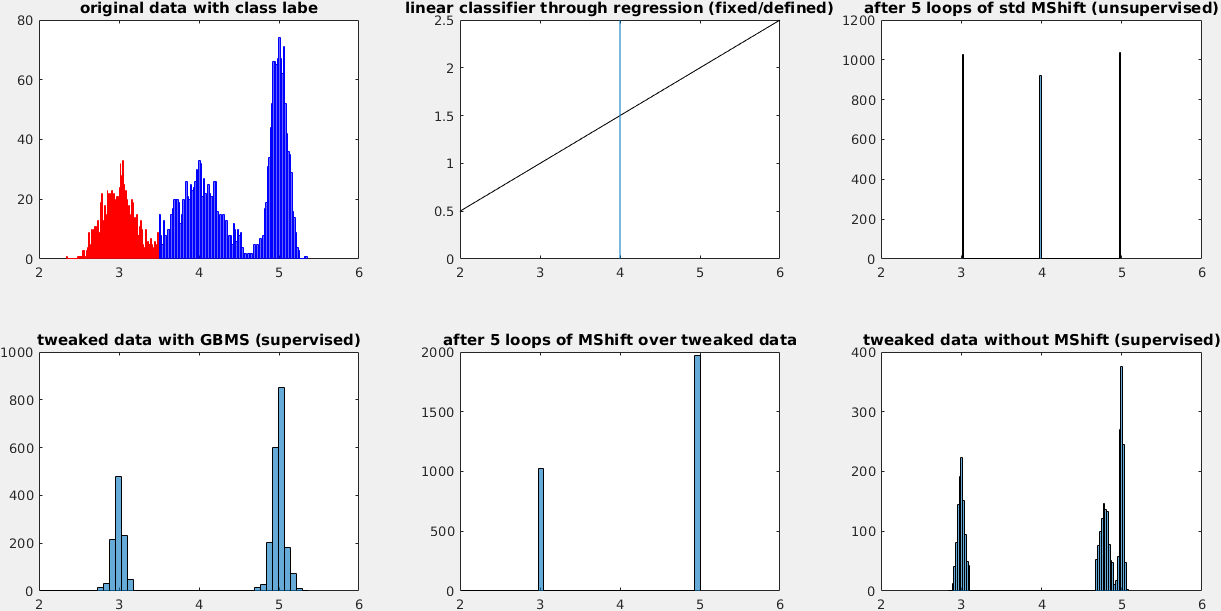 original data with class labe
80
60
40
20
0
2 3 4 5 6
linear classifier through regression (fixed/defined)
2.5
2
1.5
1
0.5
0
2 3 4 5 6
after 5 loops of std MShift (unsupervised)
1200
1000
800
600
400
200
0
2 3 4 5 6
tweaked data with GBMS (supervised)
1000
800
600
400
200
0
2 3 4 5 6
after 5 loops of MShift over tweaked data
2000
1500
1000
500
0
2 3 4 5 6
tweaked data without MShift (supervised)
400
300
200
100
0
2 3 4 5 6